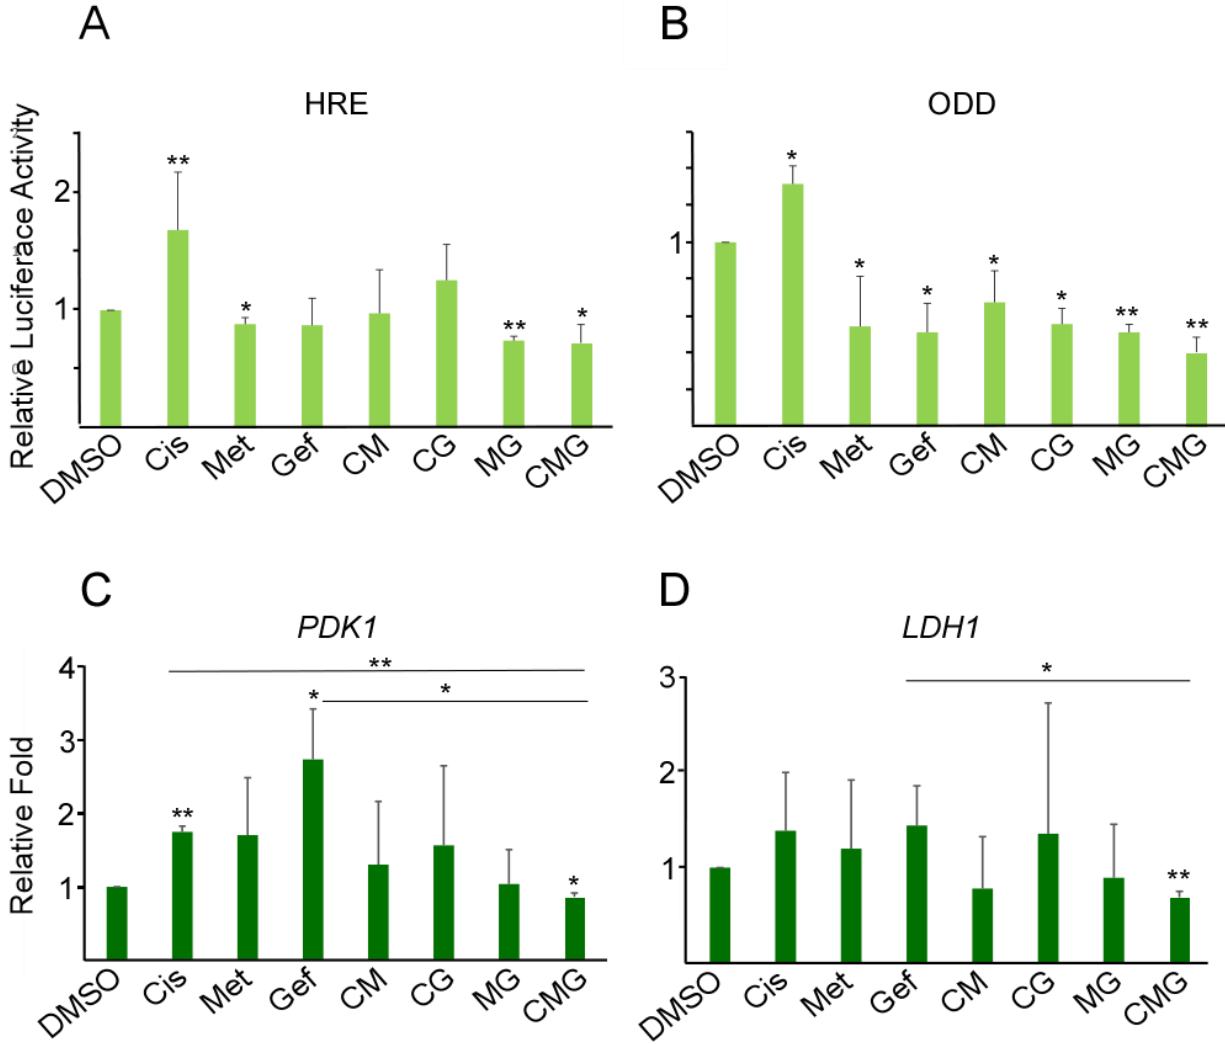 A
B
HRE
ODD
Relative Luciferace Activity
2
1
**
*
**
*
DMSO
Cis
Met
Gef
CM
CG
MG
CMG
1
*
*
*
*
*
**
**
DMSO
Cis
Met
Gef
CM
CG
MG
CMG
C
D
PDK1
LDH1
Relative Fold
4
3
2
1
**
*
*
**
*
DMSO
Cis
Met
Gef
CM
CG
MG
CMG
3
2
1
*
**
DMSO
Cis
Met
Gef
CM
CG
MG
CMG